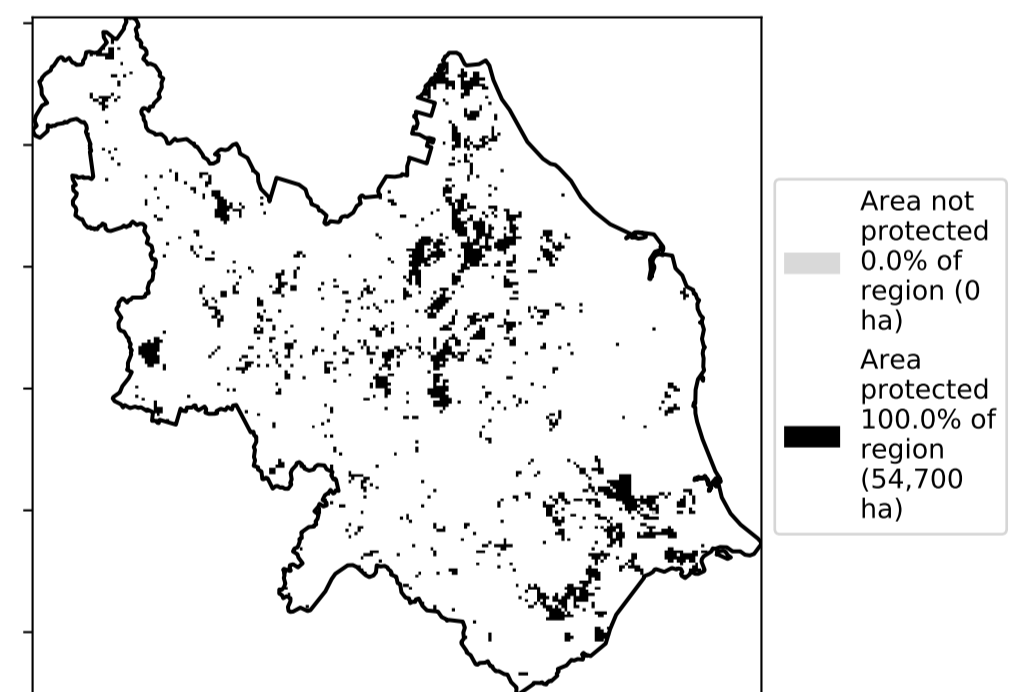 Area not
protected
0.0% of
region (0
ha)
Area
protected
100.0% of
region
(54,700
ha)